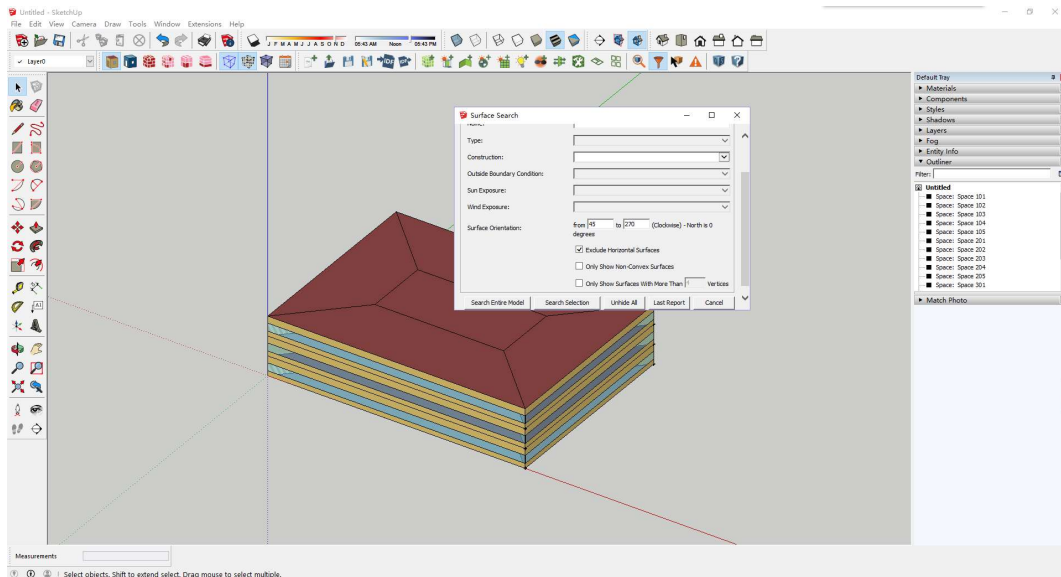 Untitled - SketchUp
File Edit View Camera Draw Tools Window Extensions Help
J F M A M J J A S O N D 05:43 AM Noon 05:43 PM
Layer0
Default Tray
Materials
Components
Styles
Shadows
Layers
Fog
Entity Info
Outliner
Filter:
Untitled
Space: Space 101
Space: Space 102
Space: Space 103
Space: Space 104
Space: Space 105
Space: Space 201
Space: Space 202
Space: Space 203
Space: Space 204
Space: Space 205
Space: Space 301
Match Photo
Surface Search
Type:
Construction:
Outside Boundary Condition:
Sun Exposure:
Wind Exposure:
Surface Orientation: from 45 to 270 (Clockwise) - North is 0
degrees
Exclude Horizontal Surfaces
Only Show Non-Convex Surfaces
Only Show Surfaces With More Than Vertices
Search Entire Model Search Selection Unhide All Last Report Cancel
Measurements
Select objects. Shift to extend select. Drag mouse to select multiple.